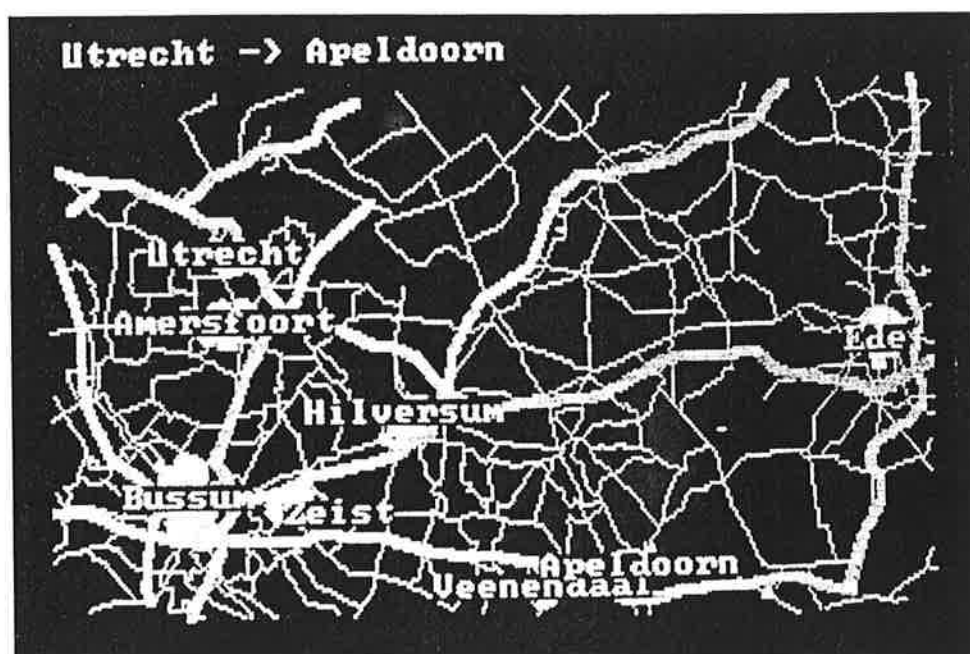 Utrecht -> Apeldoorn
Utrecht
Amersfoort
Ede
Hilversum
Bussum
Zeist
Apeldoorn
Veenendaal